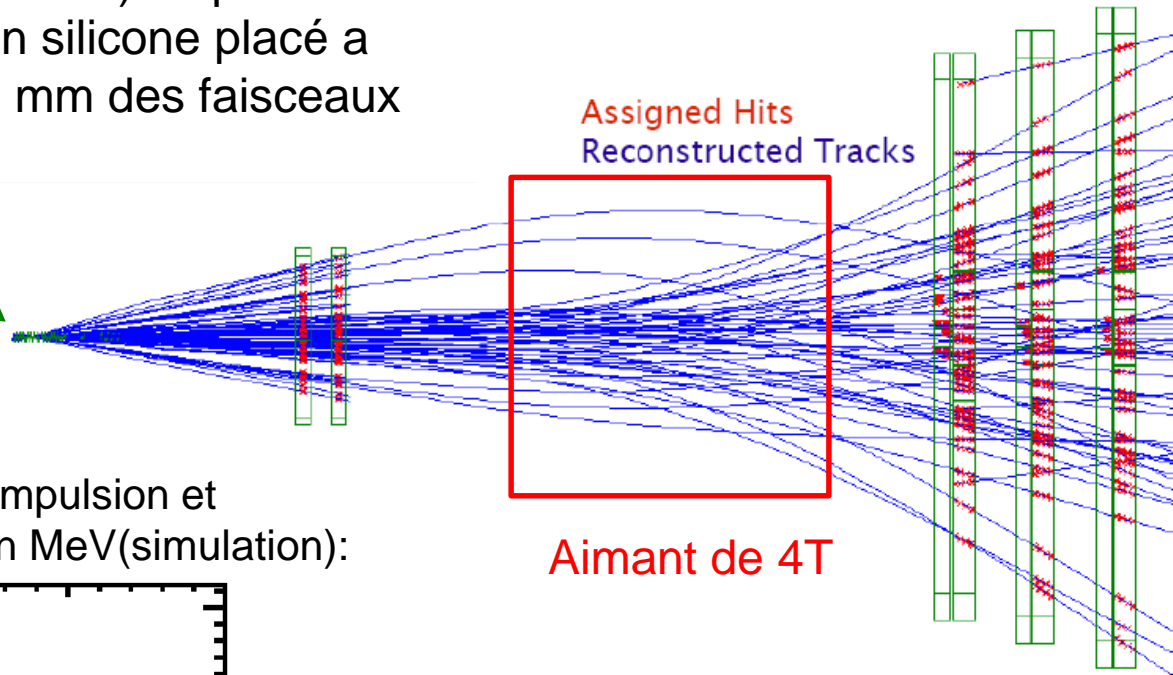 n silicone placé a
mm des faisceaux
Assigned Hits
Reconstructed Tracks
mpulsion et
n MeV(simulation):
Aimant de 4T